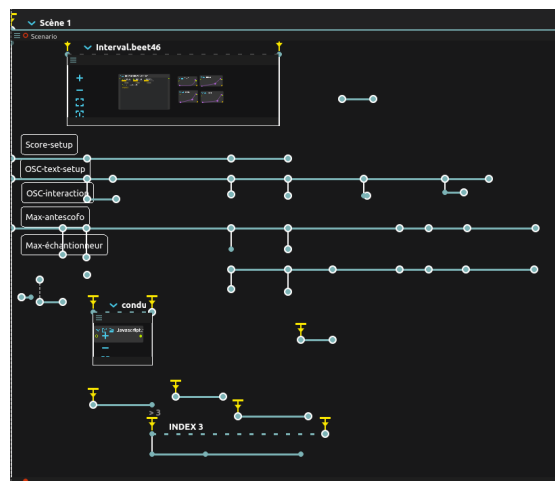 Scène 1
Scenario
Interval.beet46
Score-setup
OSC-text-setup
OSC-interaction
Max-antescofo
Max-échantionneur
condu
Javascript
> 3
INDEX 3